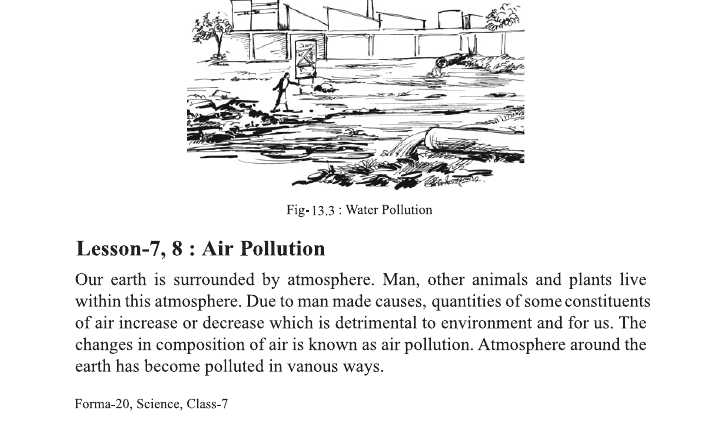 Fig-13.3 : Water Pollution
Lesson-7, 8 : Air Pollution
Our earth is surrounded by atmosphere. Man, other animals and plants live
within this atmosphere. Due to man made causes, quantities of some constituents
of air increase or decrease which is detrimental to environment and for us. The
changes in composition of air is known as air pollution. Atmosphere around the
earth has become polluted in vanous ways.
Forma-20, Science, Class-7